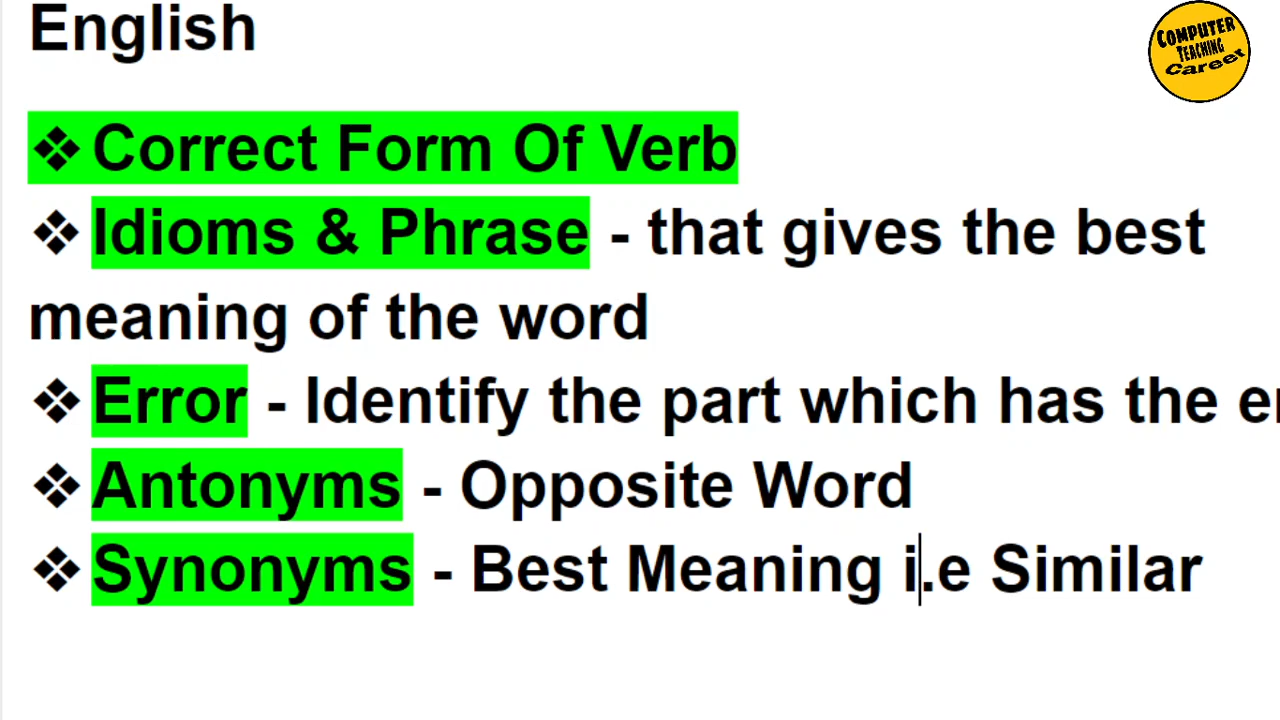 English
COMPUTER
TEACHING
Career
❖ Correct Form Of Verb
❖ Idioms & Phrase - that gives the best
meaning of the word
❖ Error - Identify the part which has the
❖ Antonyms - Opposite Word
❖ Synonyms - Best Meaning i.e Similar